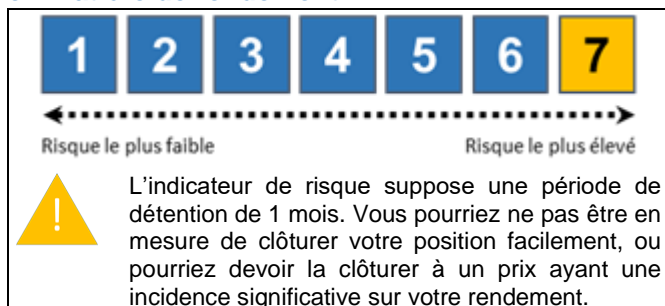 1 2 3 4 5 6 7
Risque le plus faible Risque le plus élevé
L'indicateur de risque suppose une période de
détention de 1 mois. Vous pourriez ne pas être en
mesure de clôturer votre position facilement, ou
pourriez devoir la clôturer à un prix ayant une
incidence significative sur votre rendement.